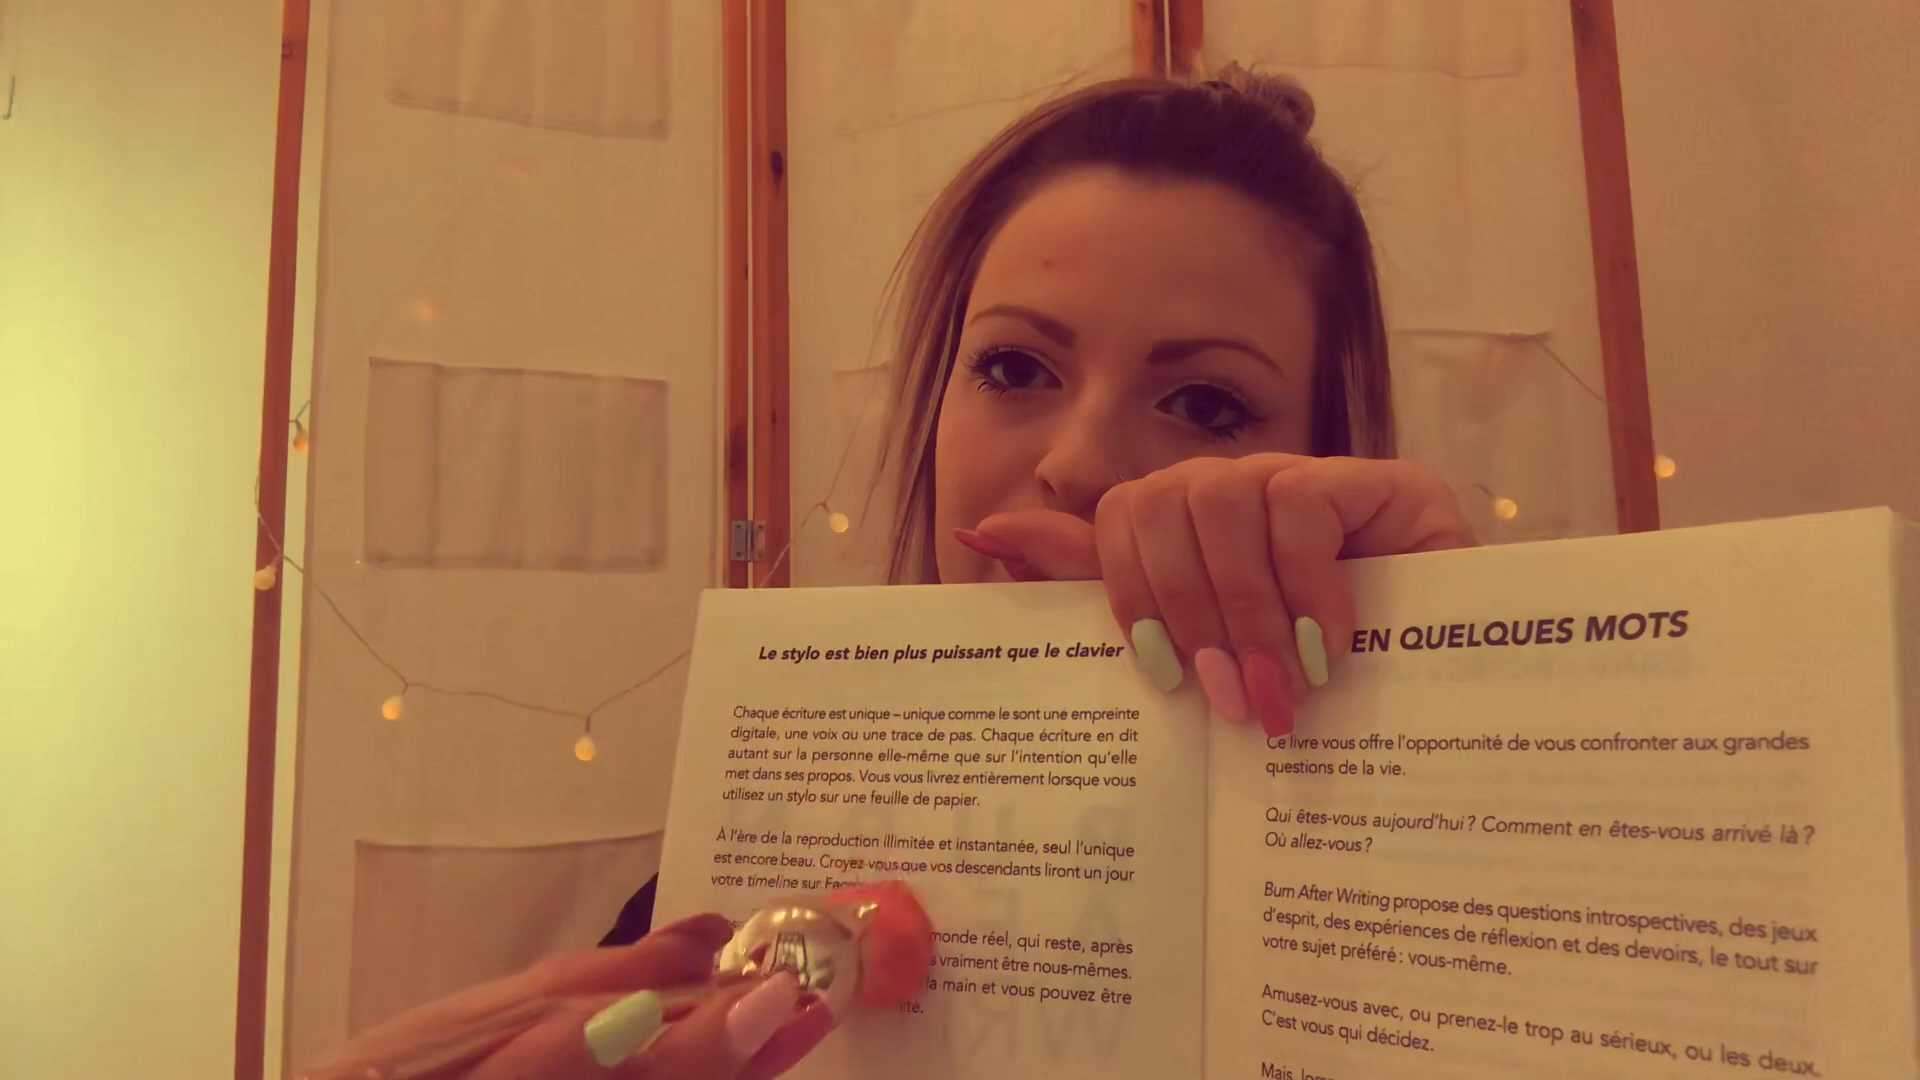 Le stylo est bien plus puissant que le clavier
Chaque écriture est unique – unique comme le sont une empreinte
digitale, une voix ou une trace de pas. Chaque écriture en dit
autant sur la personne elle-même que sur l'intention qu'elle
met dans ses propos. Vous vous livrez entièrement lorsque vous
utilisez un stylo sur une feuille de papier.
À l'ère de la reproduction illimitée et instantanée, seul l'unique
est encore beau. Croyez-vous que vos descendants liront un jour
votre timeline sur
monde réel, qui reste, après
vraiment être nous-mêmes.
la main et vous pouvez être
EN QUELQUES MOTS
Ce livre vous offre l'opportunité de vous confronter aux grandes
questions de la vie.
Qui êtes-vous aujourd'hui ? Comment en êtes-vous arrivé là ?
Où allez-vous ?
Burn After Writing propose des questions introspectives, des jeux
d'esprit, des expériences de réflexion et des devoirs, le tout sur
votre sujet préféré : vous-même.
Amusez-vous avec, ou prenez-le trop au sérieux, ou les deux.
C'est vous qui décidez.
Mais,